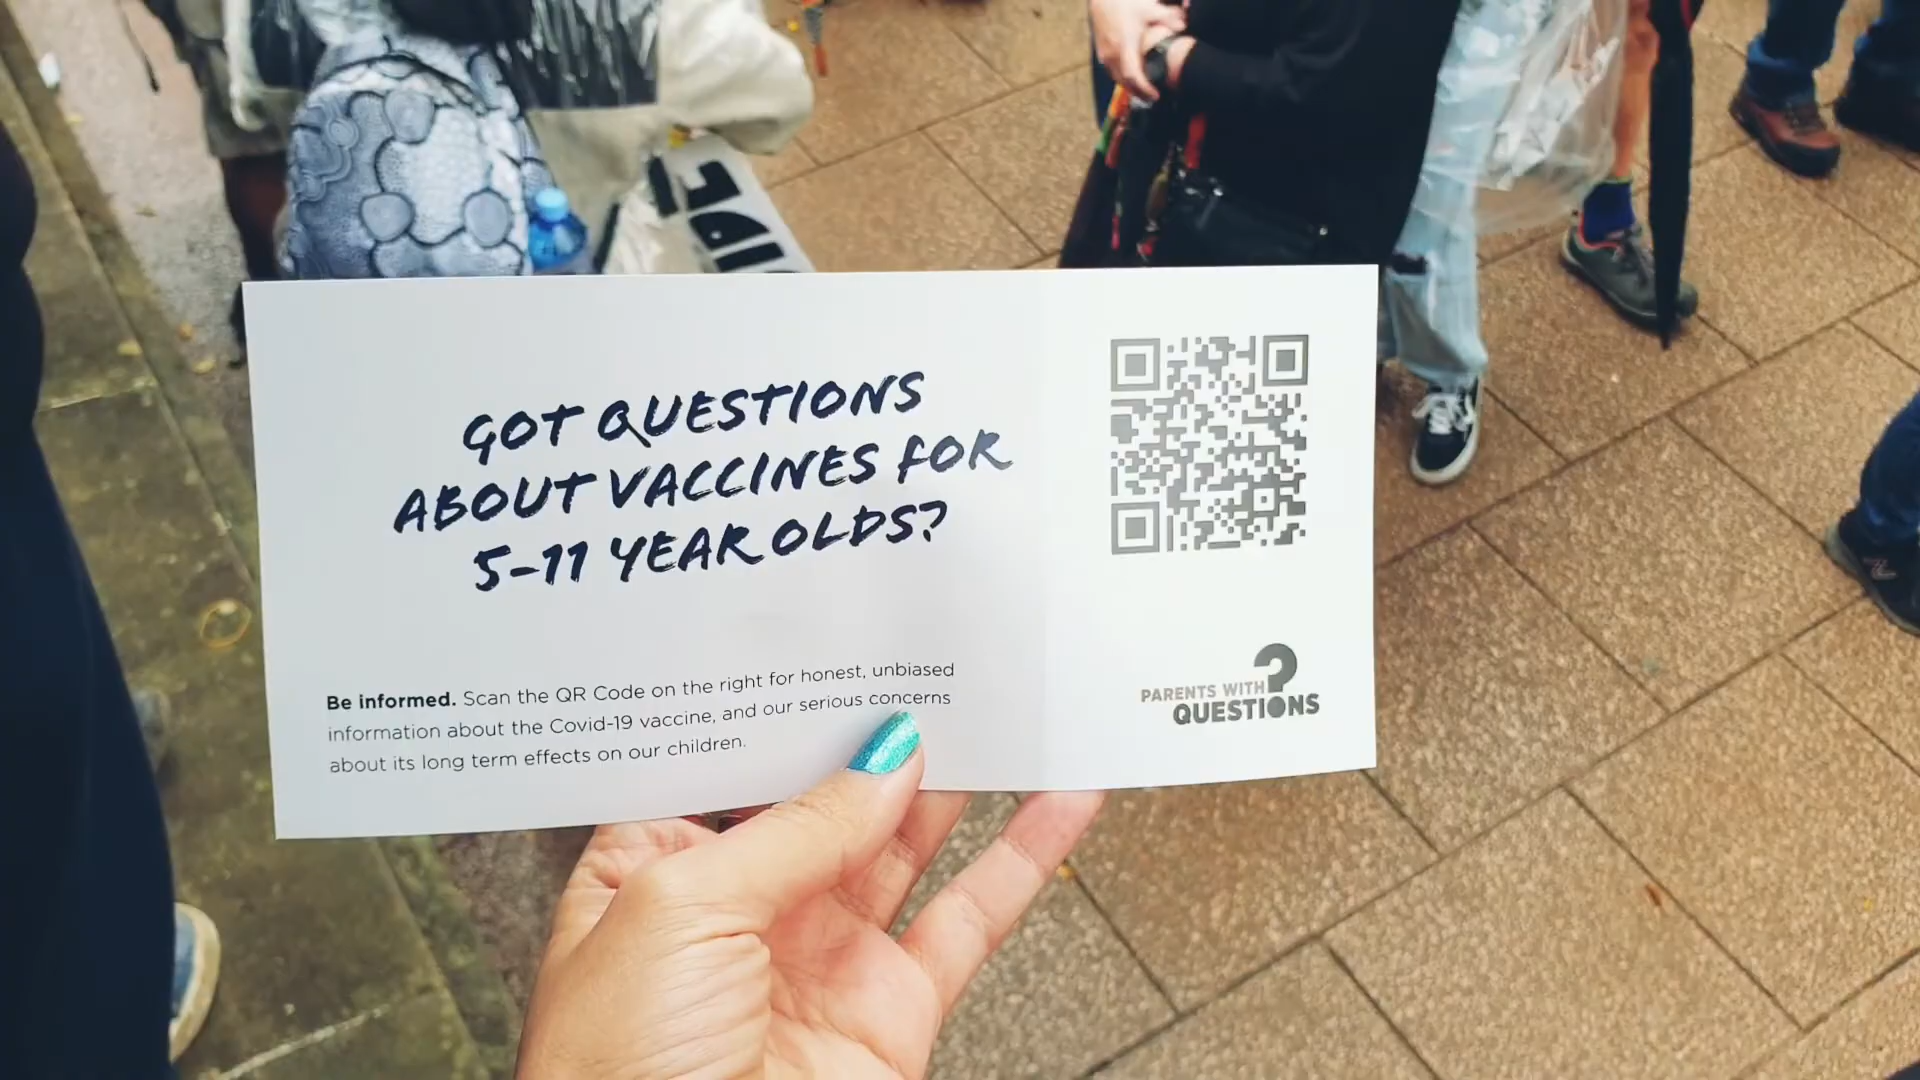 GOT QUESTIONS
ABOUT VACCINES FOR
5-11 YEAR OLDS?
Be informed. Scan the QR Code on the right for honest, unbiased
information about the Covid-19 vaccine, and our serious concerns
about its long term effects on our children.
PARENTS WITH
QUESTIONS